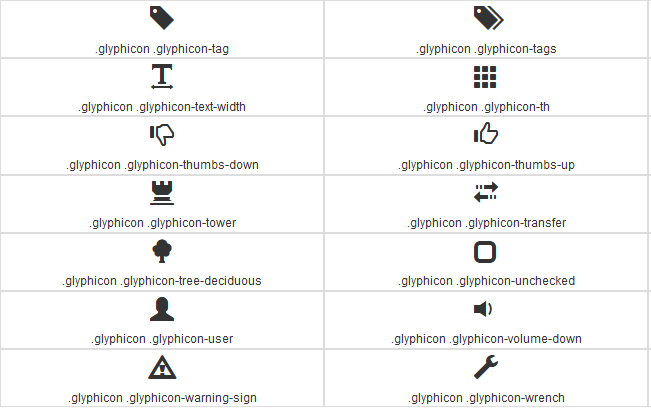 .glyphicon .glyphicon-tag
.glyphicon .glyphicon-tags
.glyphicon .glyphicon-text-width
.glyphicon .glyphicon-th
.glyphicon .glyphicon-thumbs-down
.glyphicon .glyphicon-thumbs-up
.glyphicon .glyphicon-tower
.glyphicon .glyphicon-transfer
.glyphicon .glyphicon-tree-deciduous
.glyphicon .glyphicon-unchecked
.glyphicon .glyphicon-user
.glyphicon .glyphicon-volume-down
.glyphicon .glyphicon-warning-sign
.glyphicon .glyphicon-wrench